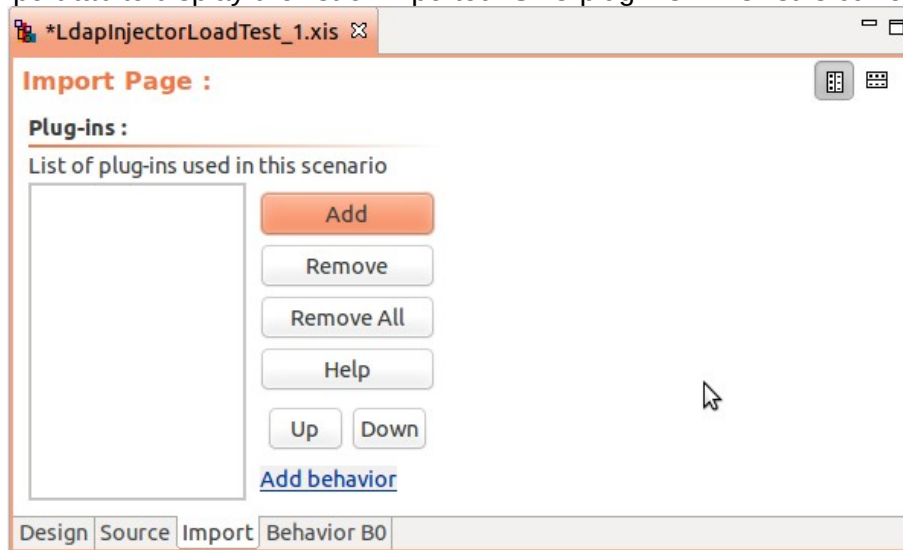 *LdapInjectorLoadTest_1.xis
Import Page :
Plug-ins :
List of plug-ins used in this scenario
Add
Remove
Remove All
Help
Up Down
Add behavior
Design Source Import Behavior B0